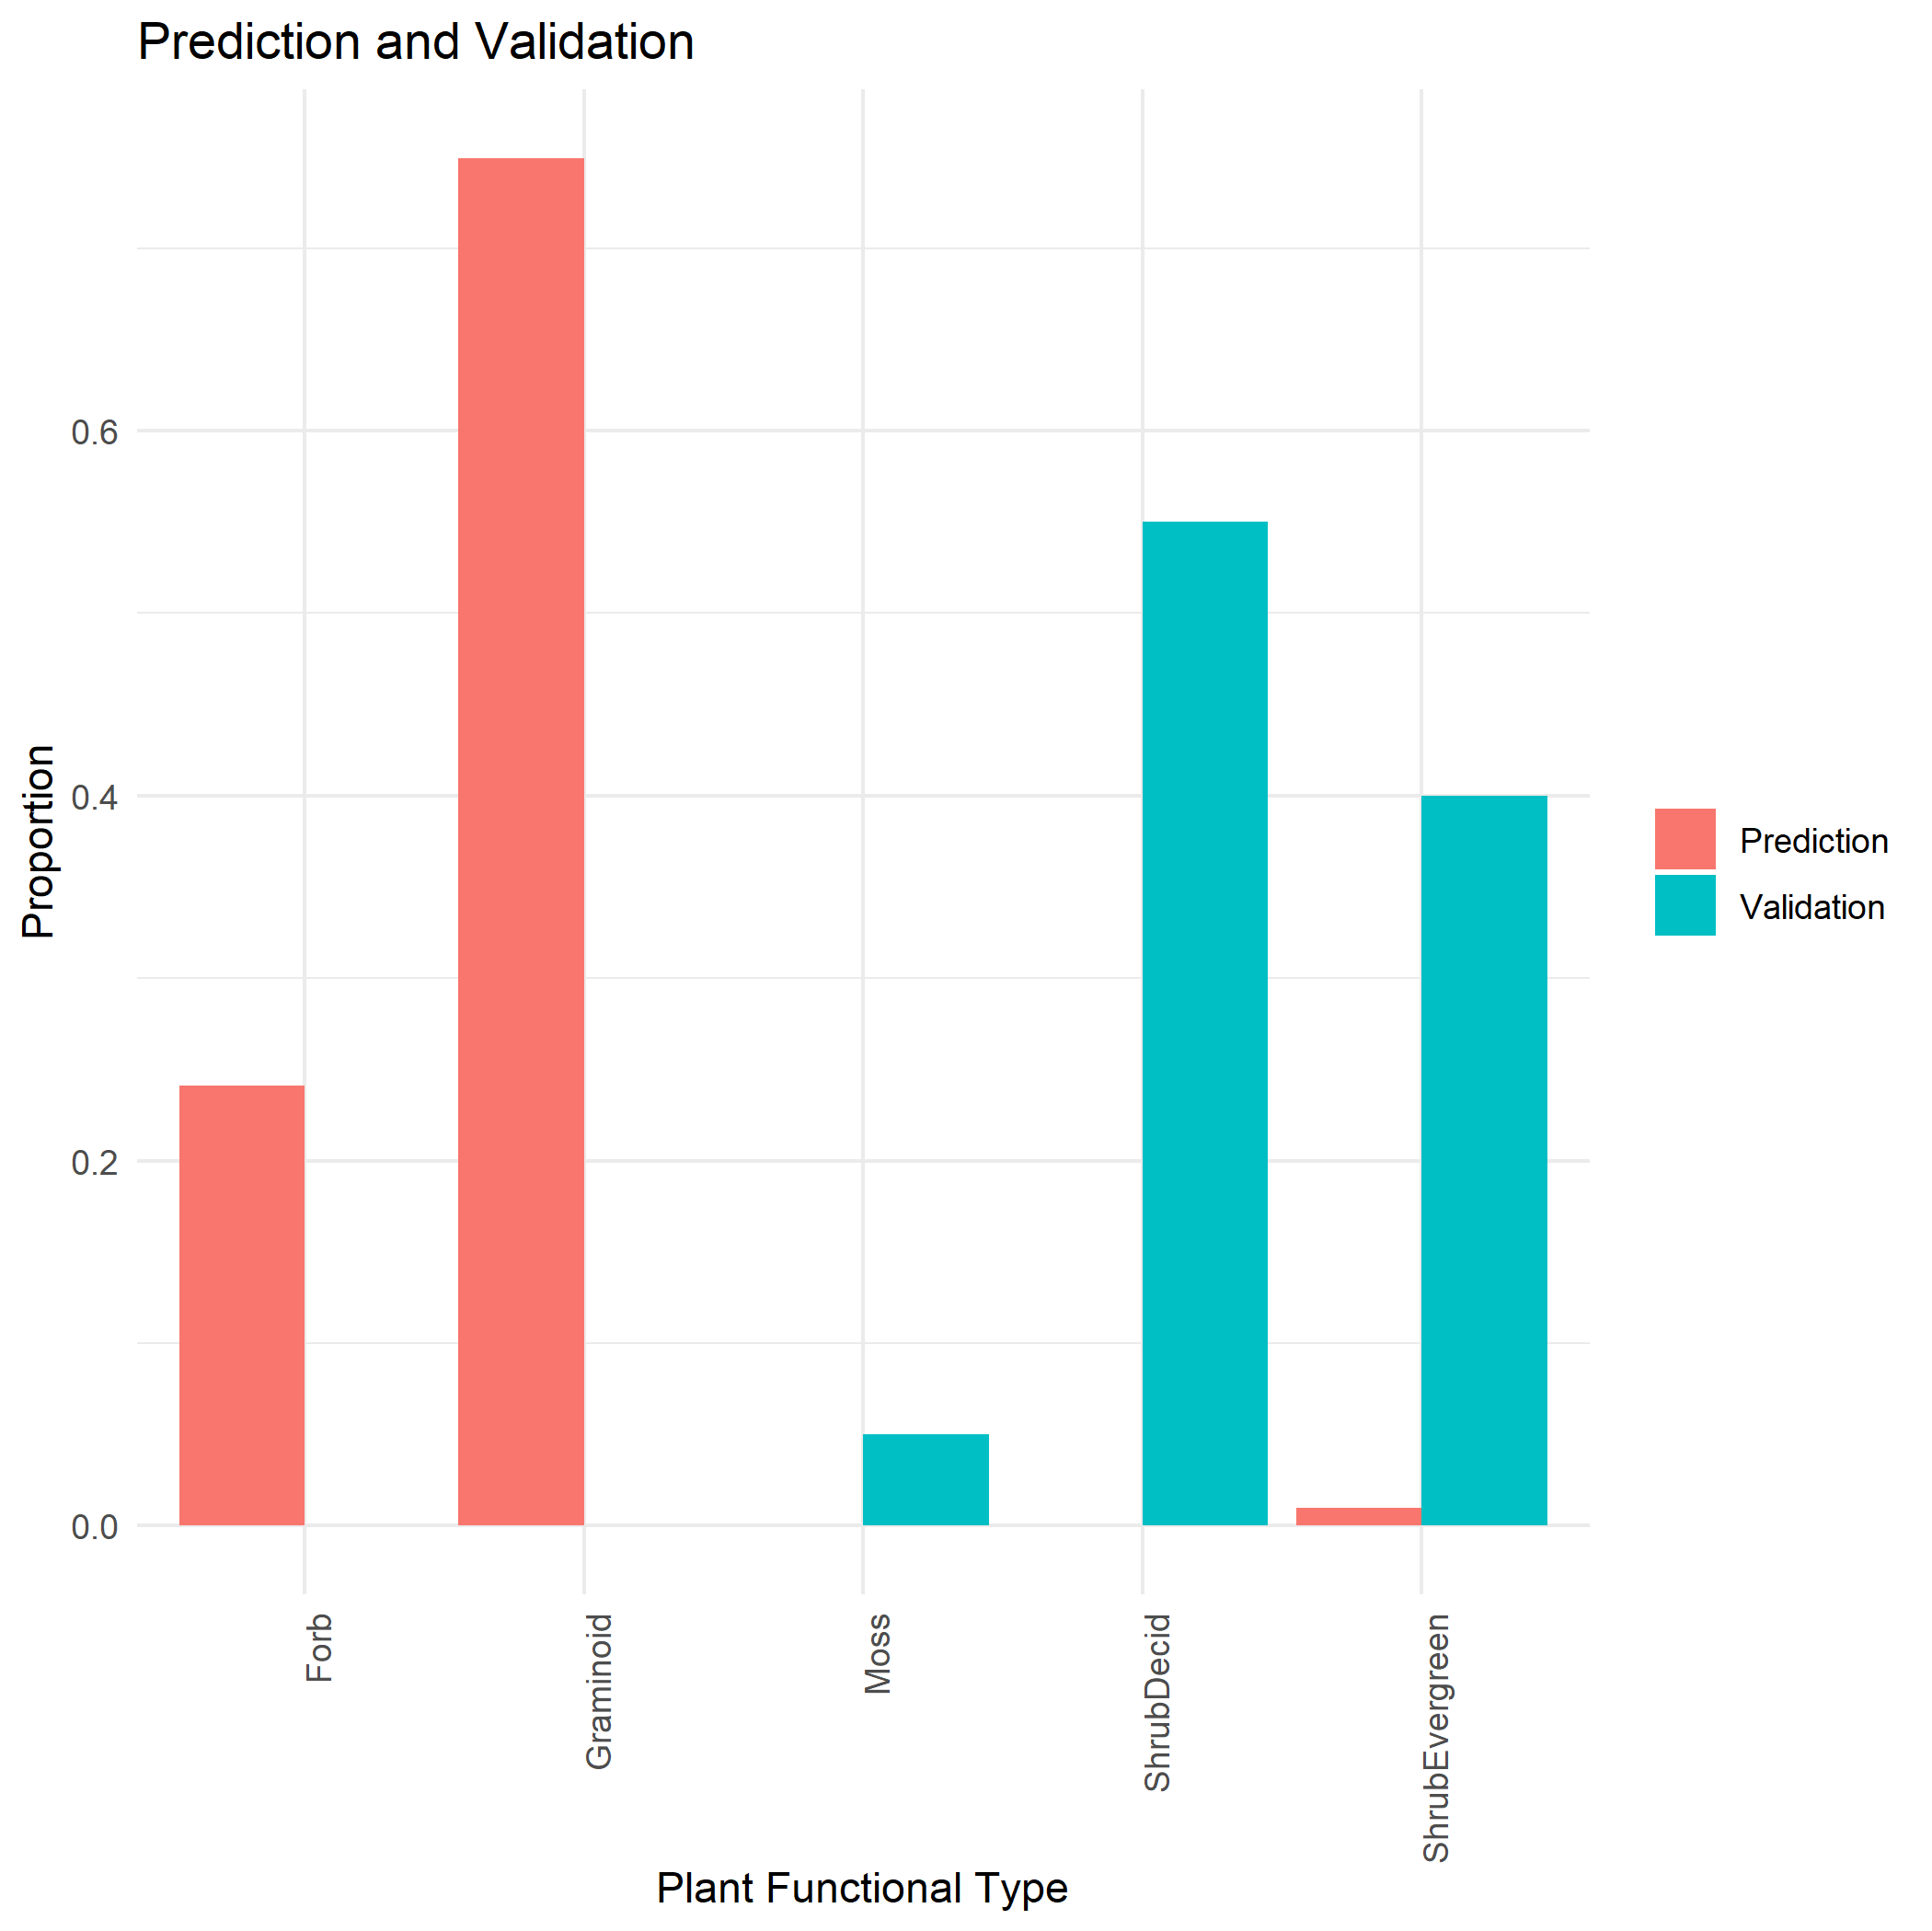 Prediction and Validation
Proportion
0.6
0.4
0.2
0.0
Forb
Graminoid
Moss
ShrubDecid
ShrubEvergreen
Plant Functional Type
Prediction
Validation